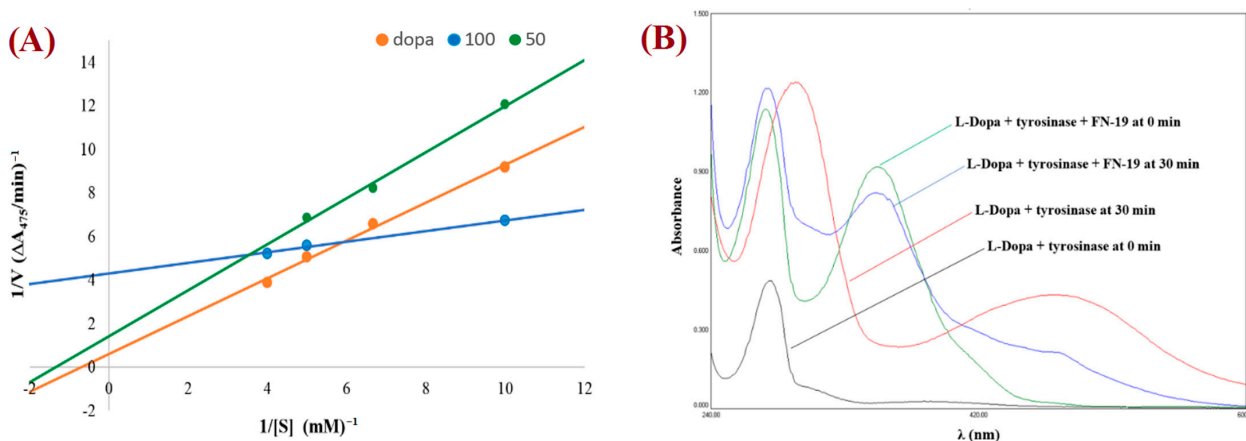 (A)
dopa 100 50
14
12
10
8
6
4
2
0
-2
-2 0 2 4 6 8 10 12
1/V (ΔA475/min)⁻¹
1/[S] (mM)⁻¹
(B)
1.500
1.200
0.900
0.600
0.300
0.000
240.00 420.00 600
Absorbance
λ (nm)
L-Dopa + tyrosinase + FN-19 at 0 min
L-Dopa + tyrosinase + FN-19 at 30 min
L-Dopa + tyrosinase at 30 min
L-Dopa + tyrosinase at 0 min